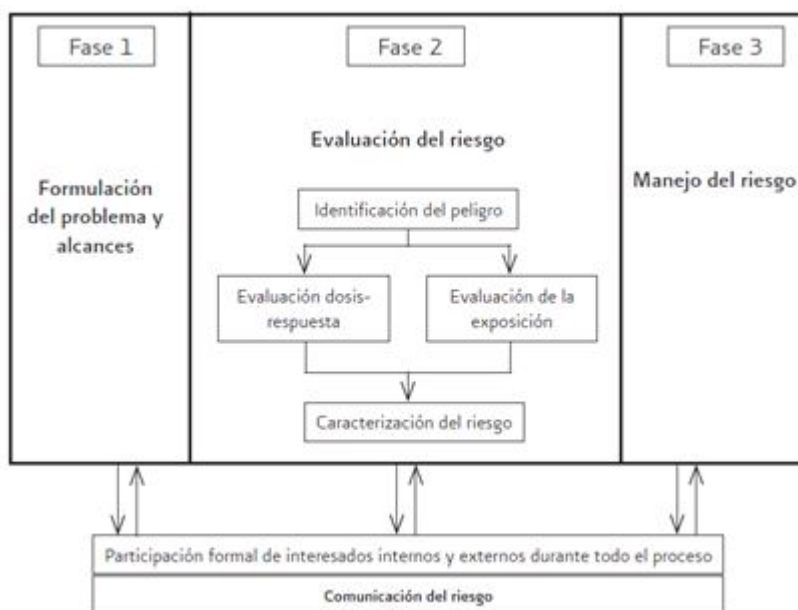 Fase 1
Fase 2
Fase 3
Formulación
del problema y
alcances
Evaluación del riesgo
Identificación del peligro
Evaluación dosis-
respuesta
Evaluación de la
exposición
Caracterización del riesgo
Manejo del riesgo
Participación formal de interesados internos y externos durante todo el proceso
Comunicación del riesgo